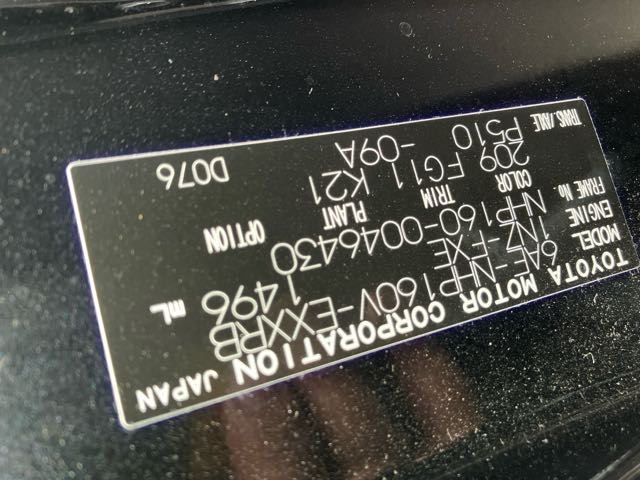 TOYOTA MOTOR CORPORATION JAPAN
MODEL 6AE-NHP160V-EXXRB
ENGINE 1NZ-FXE 1496 mL
FRAME No. NHP160-0046430
COLOR TRIM PLANT OPTION
209 FG11 K21
TRANS./AXLE P510 -09A D076